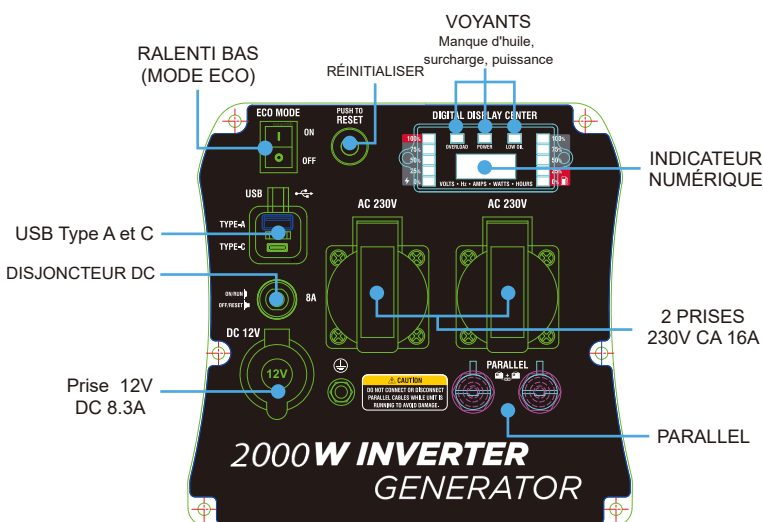 VOYANTS
Manque d'huile,
surcharge, puissance
RALENTI BAS
(MODE ECO)
RÉINITIALISER
ECO MODE
ON
OFF
PUSH TO
RESET
DIGITAL DISPLAY CENTER
100%
75%
50%
25%
0%
OVERLOAD
POWER
LOW OIL
100%
75%
50%
25%
0%
VOLTS • Hz • AMPS • WATTS • HOURS
INDICATEUR
NUMÉRIQUE
USB
TYPE-A
TYPE-C
USB Type A et C
AC 230V
AC 230V
DISJONCTEUR DC
ON/RUN
OFF/RESET
8A
2 PRISES
230V CA 16A
DC 12V
12V
Prise 12V
DC 8.3A
CAUTION
DO NOT CONNECT OR DISCONNECT
PARALLEL CABLES WHILE UNIT IS
RUNNING TO AVOID DAMAGE.
PARALLEL
PARALLEL
2000W INVERTER
GENERATOR